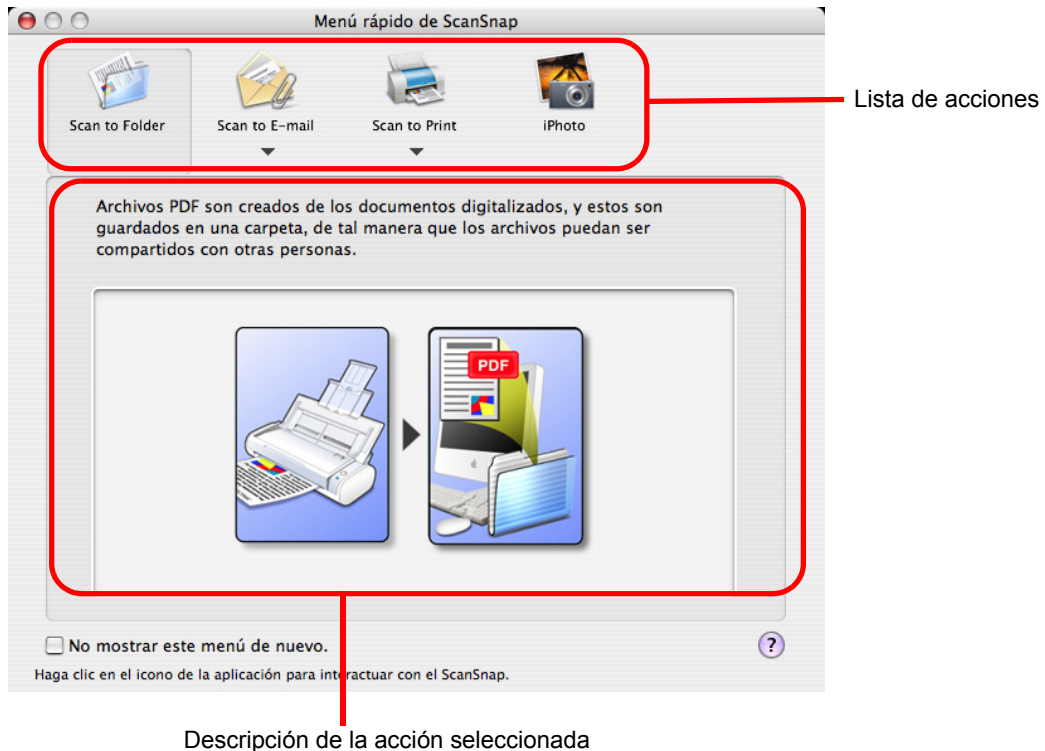 Menú rápido de ScanSnap
Scan to Folder
Scan to E-mail
Scan to Print
iPhoto
Lista de acciones
Archivos PDF son creados de los documentos digitalizados, y estos son
guardados en una carpeta, de tal manera que los archivos puedan ser
compartidos con otras personas.
PDF
No mostrar este menú de nuevo.
?
Haga clic en el icono de la aplicación para interactuar con el ScanSnap.
Descripción de la acción seleccionada